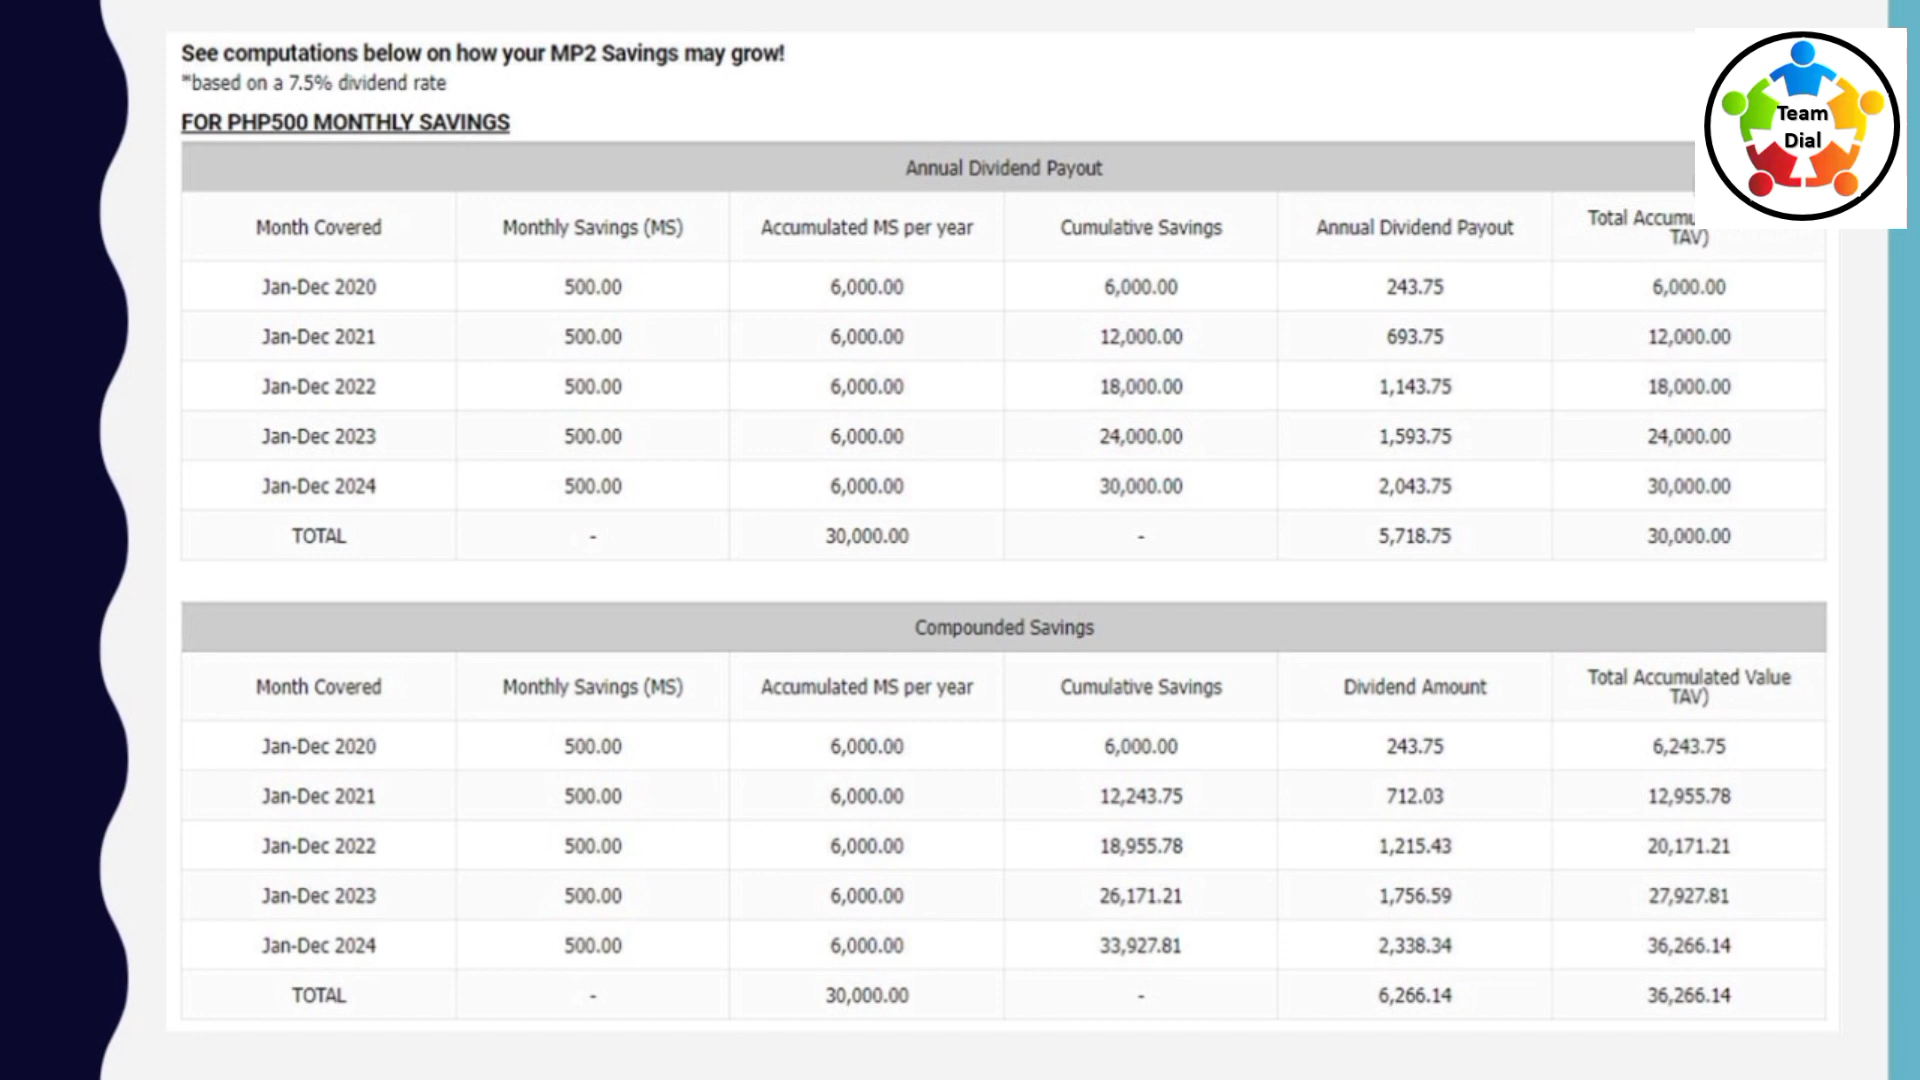 See computations below on how your MP2 Savings may grow!
*based on a 7.5% dividend rate
FOR PHP500 MONTHLY SAVINGS
Team
Dial
Annual Dividend Payout
Month Covered Monthly Savings (MS) Accumulated MS per year Cumulative Savings Annual Dividend Payout Total Accumu
TAV)
Jan-Dec 2020 500.00 6,000.00 6,000.00 243.75 6,000.00
Jan-Dec 2021 500.00 6,000.00 12,000.00 693.75 12,000.00
Jan-Dec 2022 500.00 6,000.00 18,000.00 1,143.75 18,000.00
Jan-Dec 2023 500.00 6,000.00 24,000.00 1,593.75 24,000.00
Jan-Dec 2024 500.00 6,000.00 30,000.00 2,043.75 30,000.00
TOTAL - 30,000.00 - 5,718.75 30,000.00
Compounded Savings
Month Covered Monthly Savings (MS) Accumulated MS per year Cumulative Savings Dividend Amount Total Accumulated Value
TAV)
Jan-Dec 2020 500.00 6,000.00 6,000.00 243.75 6,243.75
Jan-Dec 2021 500.00 6,000.00 12,243.75 712.03 12,955.78
Jan-Dec 2022 500.00 6,000.00 18,955.78 1,215.43 20,171.21
Jan-Dec 2023 500.00 6,000.00 26,171.21 1,756.59 27,927.81
Jan-Dec 2024 500.00 6,000.00 33,927.81 2,338.34 36,266.14
TOTAL - 30,000.00 - 6,266.14 36,266.14